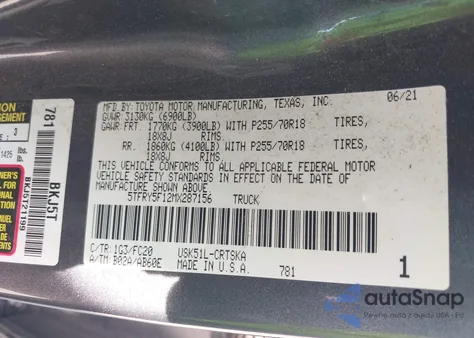 MFD. BY: TOYOTA MOTOR MANUFACTURING, TEXAS, INC. 06/21
GVWR: 3130KG (6900LB)
GAWR: FRT. 1770KG (3900LB) WITH P255/70R18 TIRES,
18X8J RIMS.
RR. 1860KG (4100LB) WITH P255/70R18 TIRES,
18X8J RIMS.
THIS VEHICLE CONFORMS TO ALL APPLICABLE FEDERAL MOTOR
VEHICLE SAFETY STANDARDS IN EFFECT ON THE DATE OF
MANUFACTURE SHOWN ABOVE.
5TFRY5F12MX287156 TRUCK
C/TR: 1G3/FC20 USK51L-CRTSKA
A/TM: B02A/AB60E MADE IN U.S.A. 781 1
781
BKJ5T
BKJ5T21199
3
autoSnap